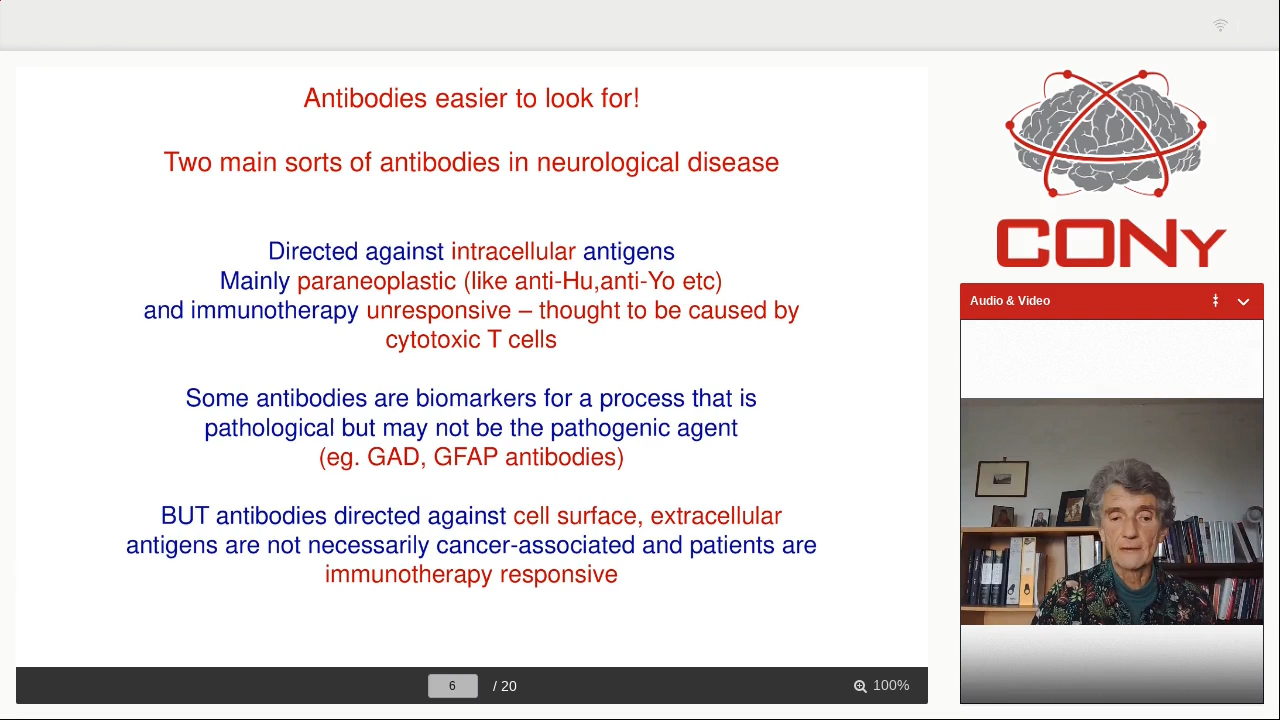 Antibodies easier to look for!
Two main sorts of antibodies in neurological disease
Directed against intracellular antigens
Mainly paraneoplastic (like anti-Hu,anti-Yo etc)
and immunotherapy unresponsive – thought to be caused by
cytotoxic T cells
Some antibodies are biomarkers for a process that is
pathological but may not be the pathogenic agent
(eg. GAD, GFAP antibodies)
BUT antibodies directed against cell surface, extracellular
antigens are not necessarily cancer-associated and patients are
immunotherapy responsive
6 / 20
100%
CONy
Audio & Video